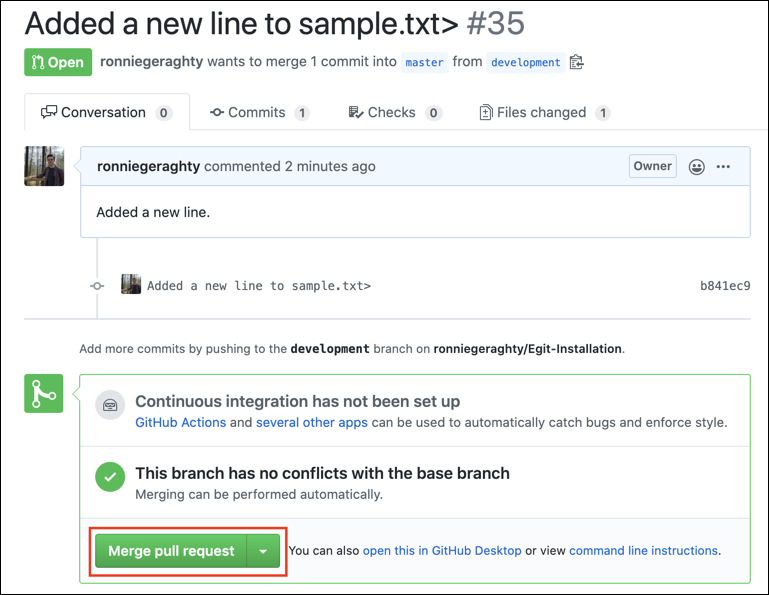 Added a new line to sample.txt> #35
Open ronniegeraghty wants to merge 1 commit into master from development
Conversation 0 Commits 1 Checks 0 Files changed 1
ronniegeraghty commented 2 minutes ago Owner
Added a new line.
Added a new line to sample.txt> b841ec9
Add more commits by pushing to the development branch on ronniegeraghty/Egit-Installation.
Continuous integration has not been set up
GitHub Actions and several other apps can be used to automatically catch bugs and enforce style.
This branch has no conflicts with the base branch
Merging can be performed automatically.
Merge pull request You can also open this in GitHub Desktop or view command line instructions.